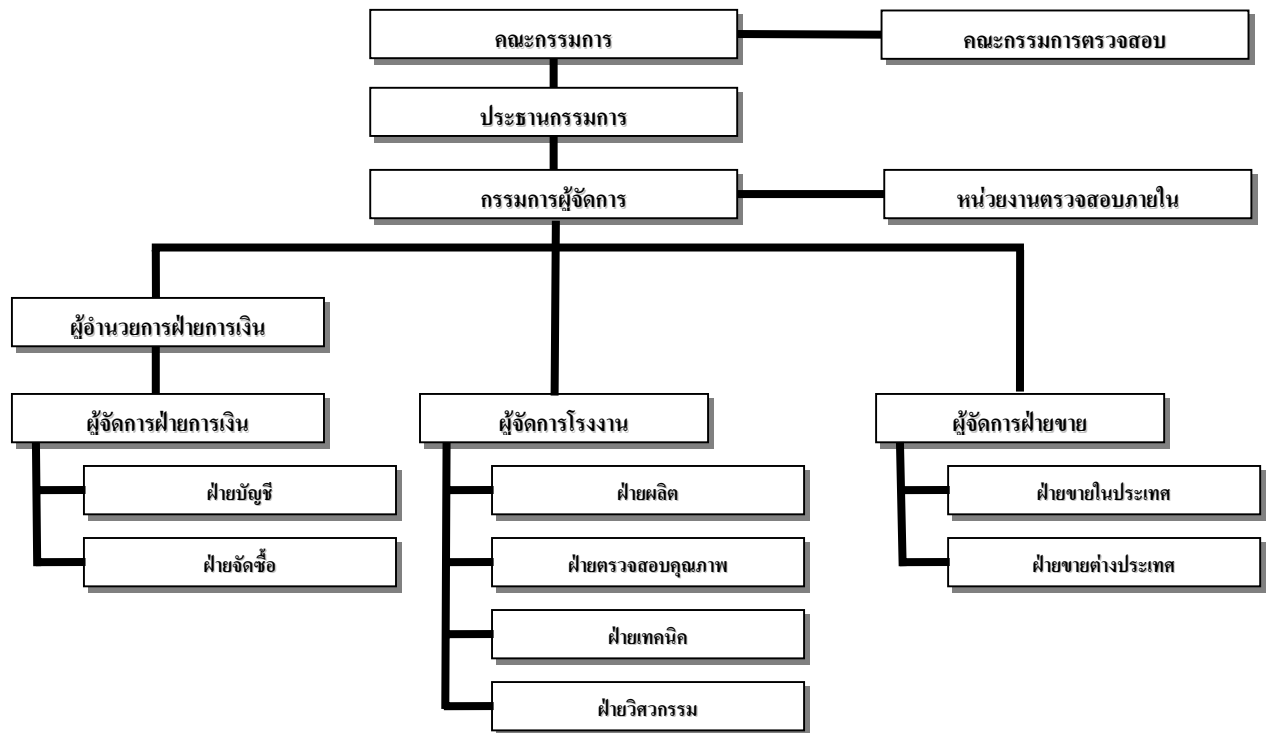 คณะกรรมการ
คณะกรรมการตรวจสอบ
ประธานกรรมการ
กรรมการผู้จัดการ
หน่วยงานตรวจสอบภายใน
ผู้อำนวยการฝ่ายการเงิน
ผู้จัดการฝ่ายการเงิน
ผู้จัดการโรงงาน
ผู้จัดการฝ่ายขาย
ฝ่ายบัญชี
ฝ่ายผลิต
ฝ่ายขายในประเทศ
ฝ่ายจัดซื้อ
ฝ่ายตรวจสอบคุณภาพ
ฝ่ายขายต่างประเทศ
ฝ่ายเทคนิค
ฝ่ายวิศวกรรม